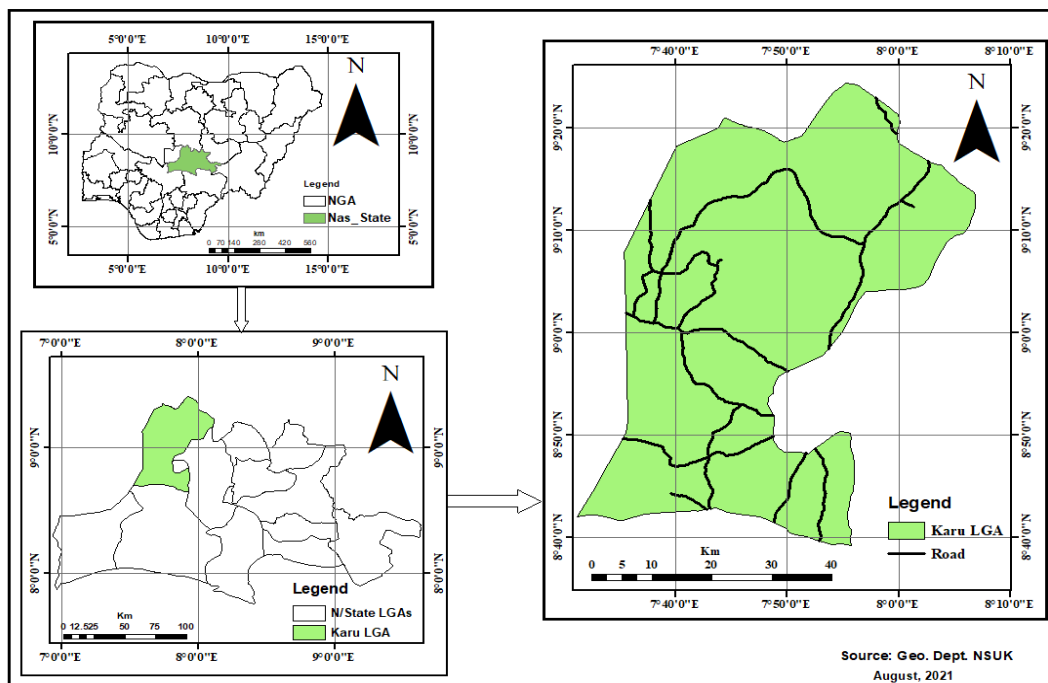 5°0'0"E 10°0'0"E 15°0'0"E
N
10°0'0"N 10°0'0"N
Legend
NGA
Nas_State
5°0'0"N 5°0'0"N
km
0 70 140 280 420 560
5°0'0"E 10°0'0"E 15°0'0"E
7°0'0"E 8°0'0"E 9°0'0"E
N
9°0'0"N 9°0'0"N
8°0'0"N 8°0'0"N
Legend
N/State LGAs
Karu LGA
Km
0 12.525 50 75 100
7°0'0"E 8°0'0"E 9°0'0"E
7°40'0"E 7°50'0"E 8°0'0"E 8°10'0"E
N
9°20'0"N 9°20'0"N
9°10'0"N 9°10'0"N
9°0'0"N 9°0'0"N
8°50'0"N 8°50'0"N
8°40'0"N 8°40'0"N
Legend
Karu LGA
Road
Km
0 5 10 20 30 40
7°40'0"E 7°50'0"E 8°0'0"E 8°10'0"E
Source: Geo. Dept. NSUK
August, 2021